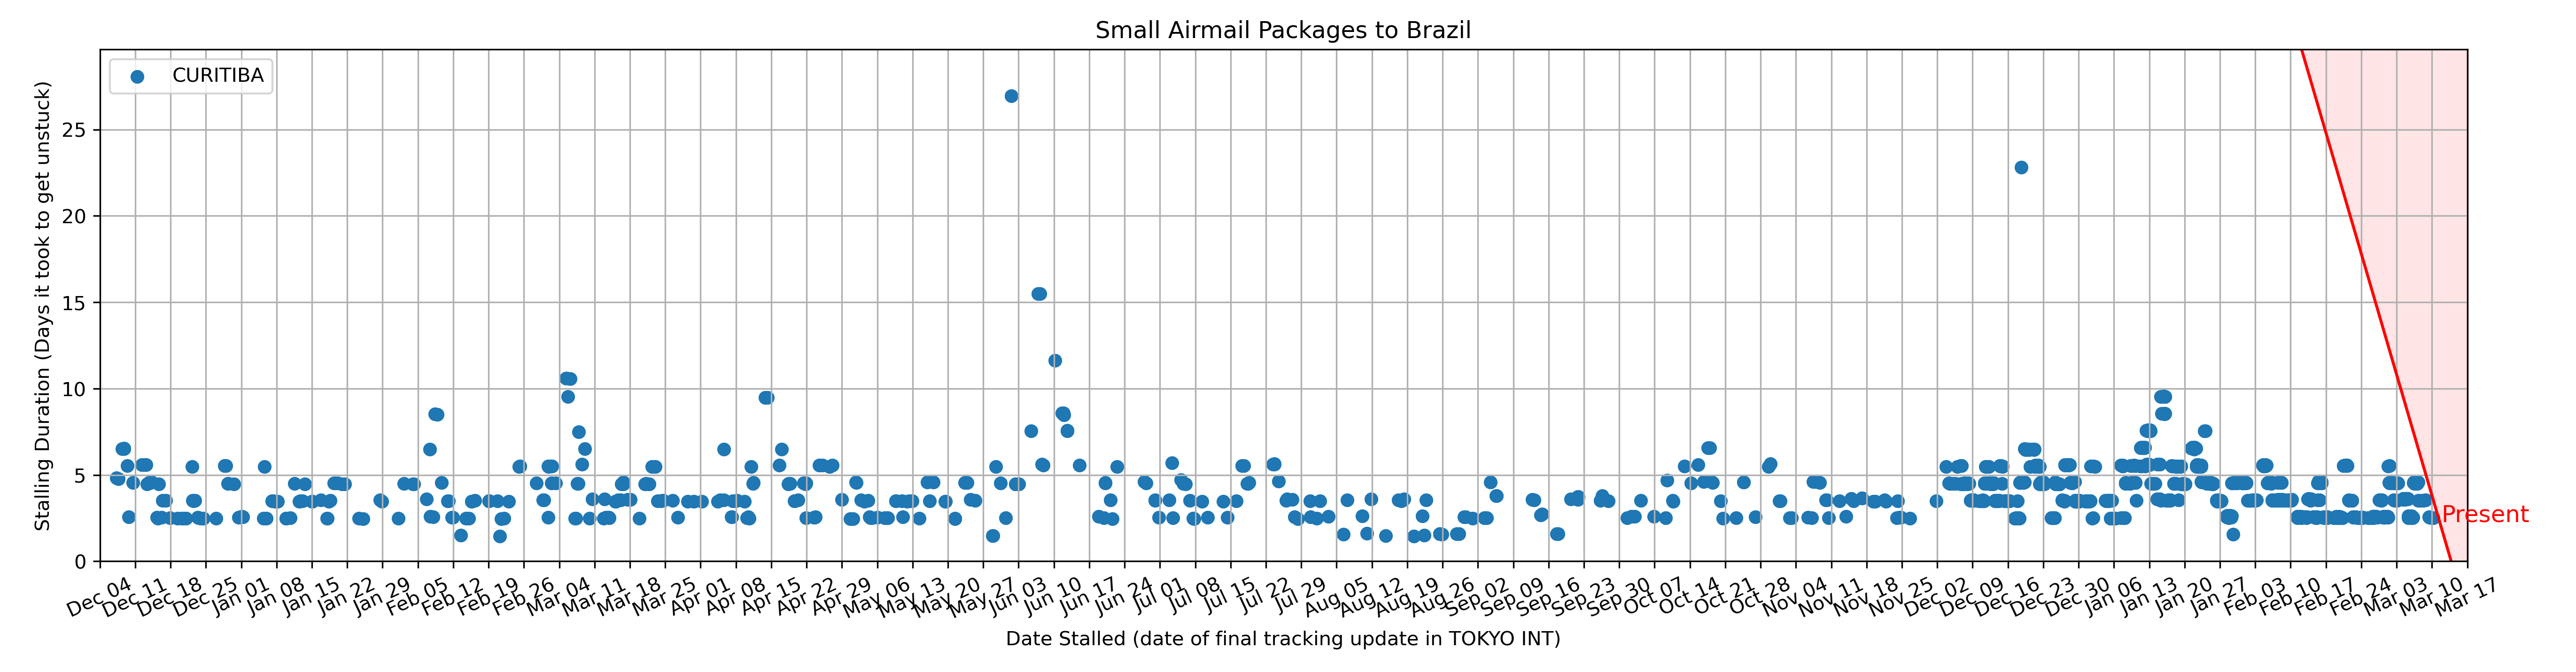 Small Airmail Packages to Brazil
CURITIBA
Stalling Duration (Days it took to get unstuck)
25
20
15
10
5
0
Present
Dec 04 Dec 11 Dec 18 Dec 25 Jan 01 Jan 08 Jan 15 Jan 22 Jan 29 Feb 05 Feb 12 Feb 19 Feb 26 Mar 04 Mar 11 Mar 18 Mar 25 Apr 01 Apr 08 Apr 15 Apr 22 Apr 29 May 06 May 13 May 20 May 27 Jun 03 Jun 10 Jun 17 Jun 24 Jul 01 Jul 08 Jul 15 Jul 22 Jul 29 Aug 05 Aug 12 Aug 19 Aug 26 Sep 02 Sep 09 Sep 16 Sep 23 Sep 30 Oct 07 Oct 14 Oct 21 Oct 28 Nov 04 Nov 11 Nov 18 Nov 25 Dec 02 Dec 09 Dec 16 Dec 23 Dec 30 Jan 06 Jan 13 Jan 20 Jan 27 Feb 03 Feb 10 Feb 17 Feb 24 Mar 03 Mar 10 Mar 17
Date Stalled (date of final tracking update in TOKYO INT)